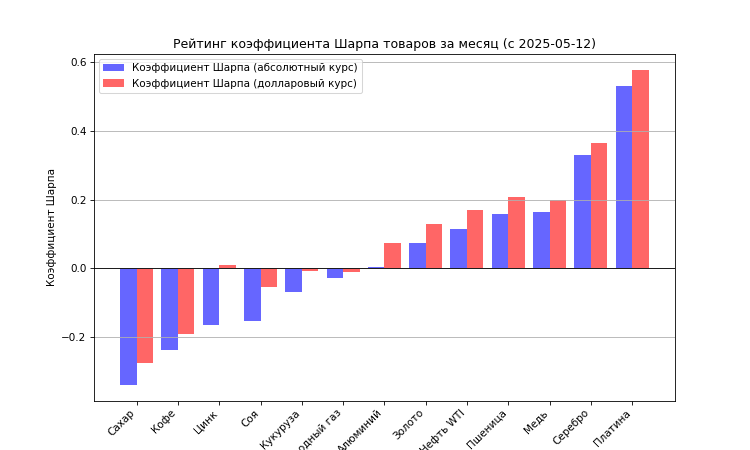 Рейтинг коэффициента Шарпа товаров за месяц (с 2025-05-12)
Коэффициент Шарпа (абсолютный курс)
Коэффициент Шарпа (долларовый курс)
Коэффициент Шарпа
0.6
0.4
0.2
0.0
−0.2
Сахар
Кофе
Цинк
Соя
Кукуруза
одный газ
Алюминий
Золото
Нефть WTI
Пшеница
Медь
Серебро
Платина